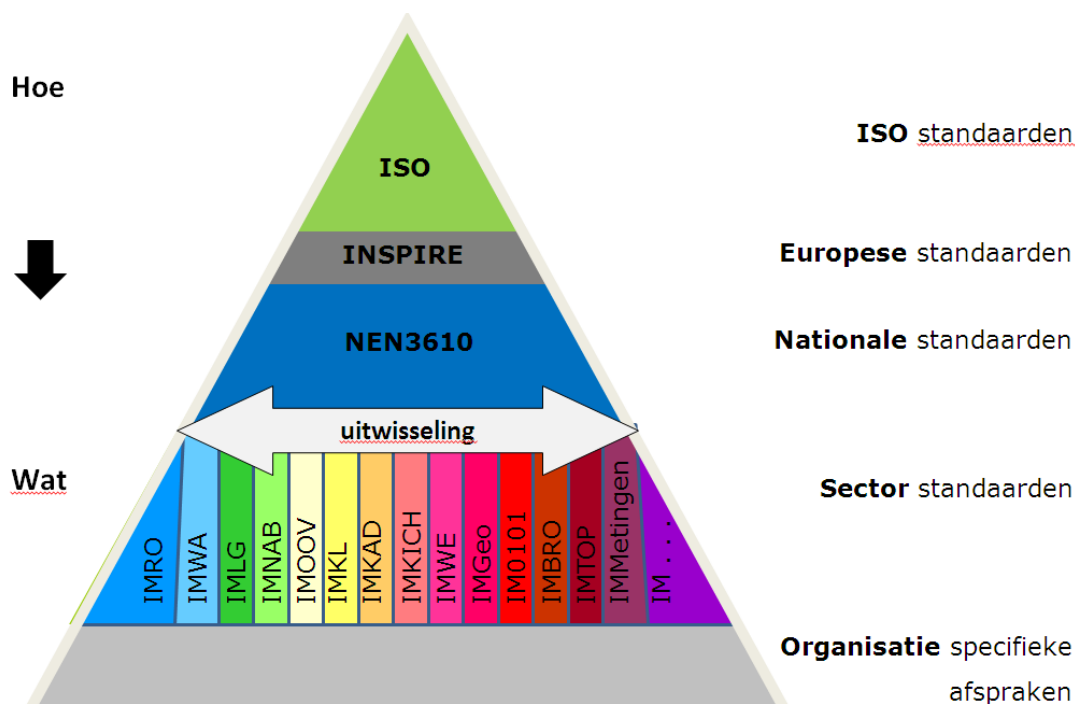 Hoe
ISO standaarden
ISO
INSPIRE
Europese standaarden
NEN3610
Nationale standaarden
uitwisseling
Wat
Sector standaarden
IMRO
IMWA
IMLG
IMNAB
IMOOV
IMKL
IMKAD
IMKICH
IMWE
IMGeo
IM0101
IMBRO
IMTOP
IMMetingen
IM . . . .
Organisatie specifieke
afspraken